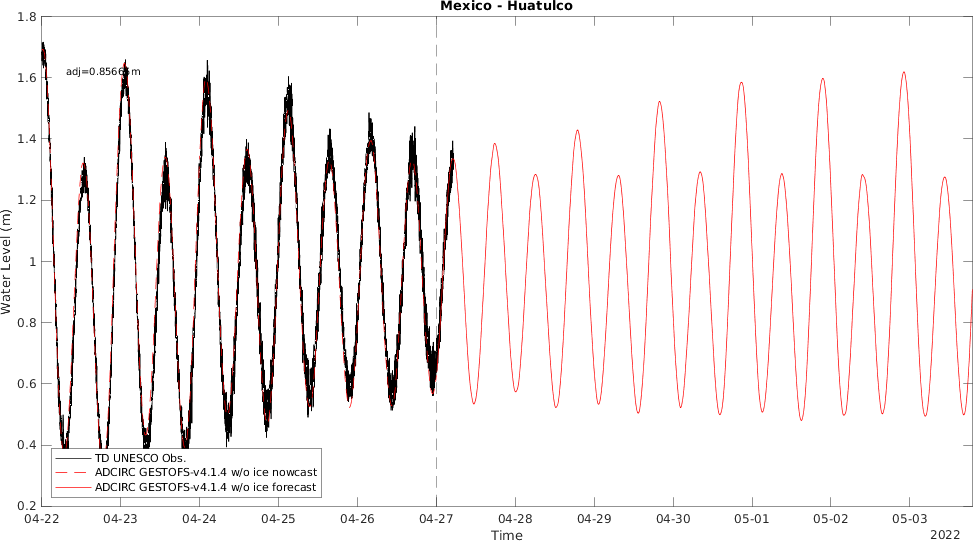 Mexico - Huatulco
1.8
1.6
1.4
1.2
1
0.8
0.6
0.4
0.2
Water Level (m)
adj=0.85665m
TD UNESCO Obs.
ADCIRC GESTOFS-v4.1.4 w/o ice nowcast
ADCIRC GESTOFS-v4.1.4 w/o ice forecast
04-22 04-23 04-24 04-25 04-26 04-27 04-28 04-29 04-30 05-01 05-02 05-03
Time
2022